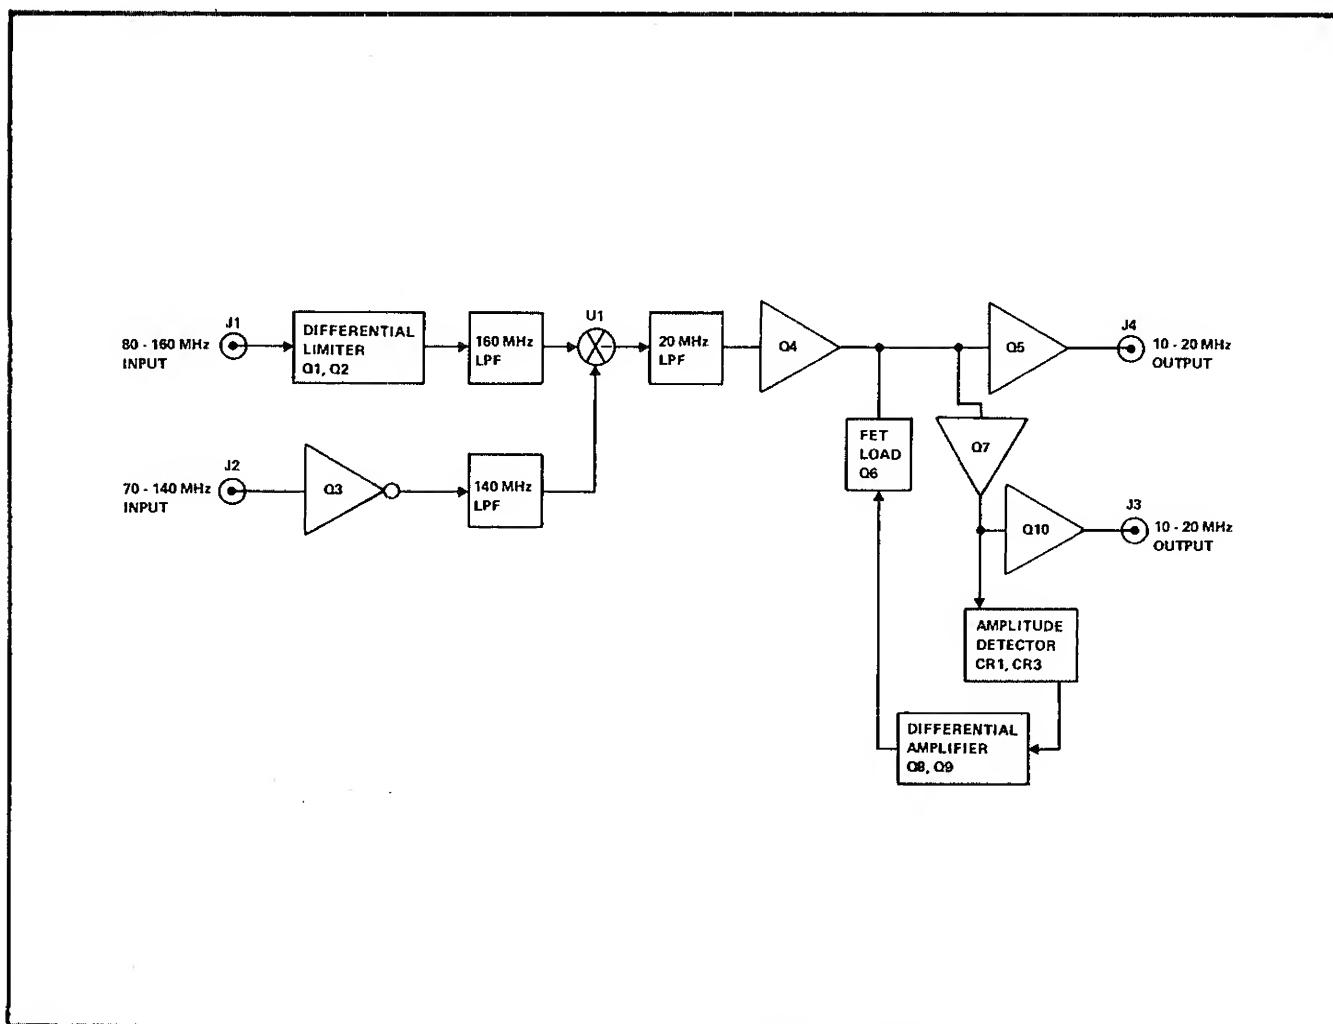 J1
80 - 160 MHz
INPUT
DIFFERENTIAL
LIMITER
Q1, Q2
160 MHz
LPF
U1
20 MHz
LPF
Q4
Q5
J4
10 - 20 MHz
OUTPUT
J2
70 - 140 MHz
INPUT
Q3
140 MHz
LPF
FET
LOAD
Q6
Q7
Q10
J3
10 - 20 MHz
OUTPUT
AMPLITUDE
DETECTOR
CR1, CR3
DIFFERENTIAL
AMPLIFIER
Q8, Q9